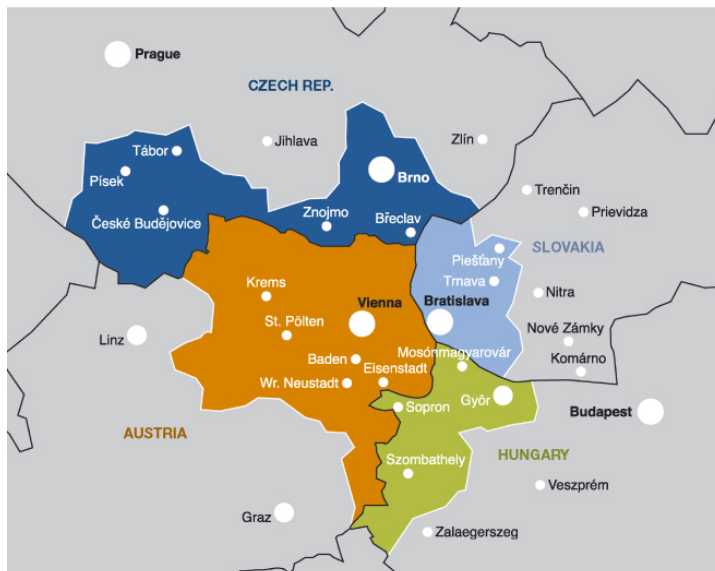 Prague
CZECH REP.
Tábor
Jihlava
Zlín
Písek
Brno
Trenčin
České Budějovice
Znojmo
Břeclav
Prievidza
Piešťany
SLOVAKIA
Trnava
Krems
Nitra
Vienna
Bratislava
St. Pölten
Linz
Nové Zámky
Baden
Mosónmagyarovár
Komárno
Eisenstadt
Wr. Neustadt
Győr
Sopron
Budapest
AUSTRIA
HUNGARY
Szombathely
Veszprém
Graz
Zalaegerszeg